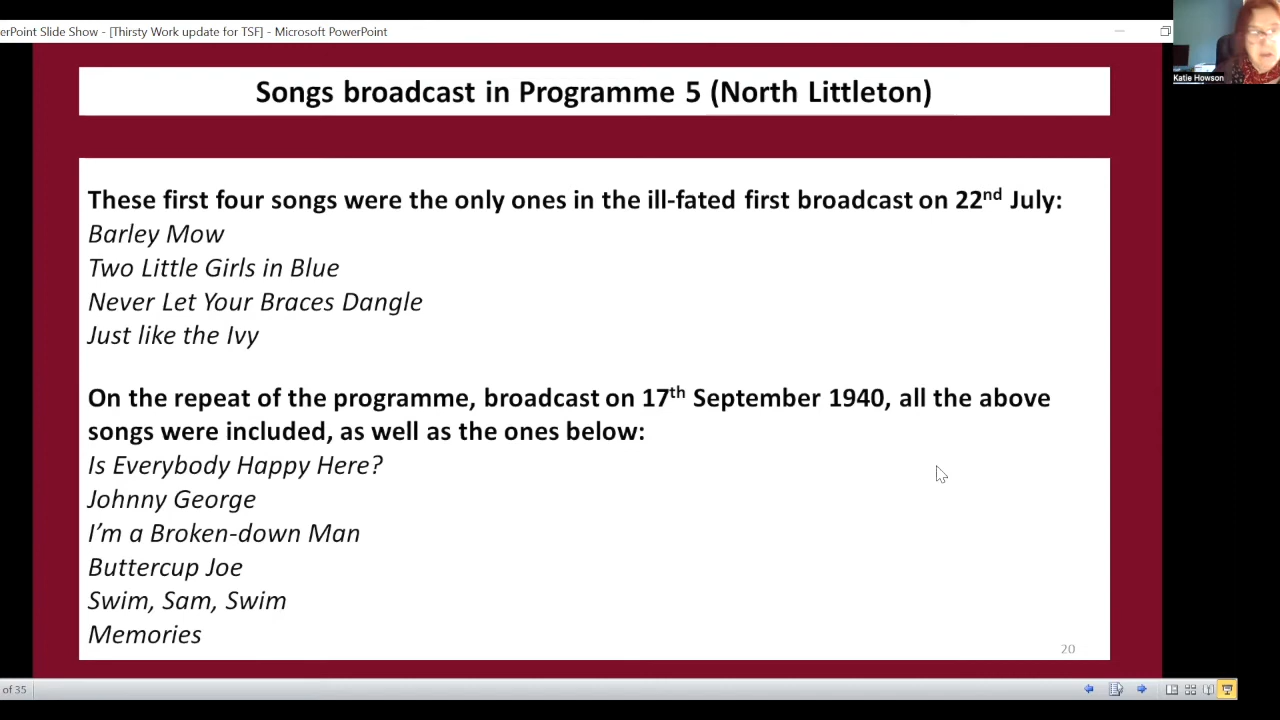 erPoint Slide Show - [Thirsty Work update for TSF] - Microsoft PowerPoint
Katie Howson
Songs broadcast in Programme 5 (North Littleton)
These first four songs were the only ones in the ill-fated first broadcast on 22nd July:
Barley Mow
Two Little Girls in Blue
Never Let Your Braces Dangle
Just like the Ivy
On the repeat of the programme, broadcast on 17th September 1940, all the above
songs were included, as well as the ones below:
Is Everybody Happy Here?
Johnny George
I'm a Broken-down Man
Buttercup Joe
Swim, Sam, Swim
Memories
20
of 35